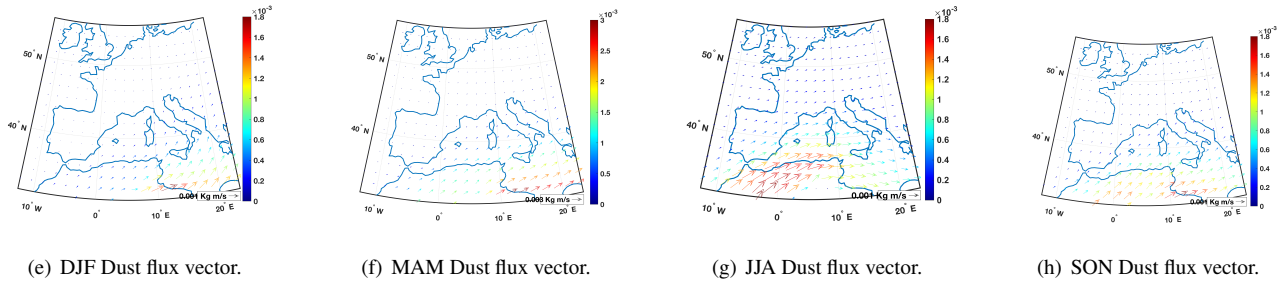 ×10⁻³
1.8
1.6
1.4
1.2
1
0.8
0.6
0.4
0.2
0
50° N
40° N
10° W
0°
10° E
20° E
0.001 Kg m/s
(e) DJF Dust flux vector.
×10⁻³
3
2.5
2
1.5
1
0.5
0
50° N
40° N
10° W
0°
10° E
20° E
0.003 Kg m/s
(f) MAM Dust flux vector.
×10⁻³
1.8
1.6
1.4
1.2
1
0.8
0.6
0.4
0.2
0
50° N
40° N
10° W
0°
10° E
20° E
0.001 Kg m/s
(g) JJA Dust flux vector.
×10⁻³
1.8
1.6
1.4
1.2
1
0.8
0.6
0.4
0.2
0
50° N
40° N
10° W
0°
10° E
20° E
0.001 Kg m/s
(h) SON Dust flux vector.